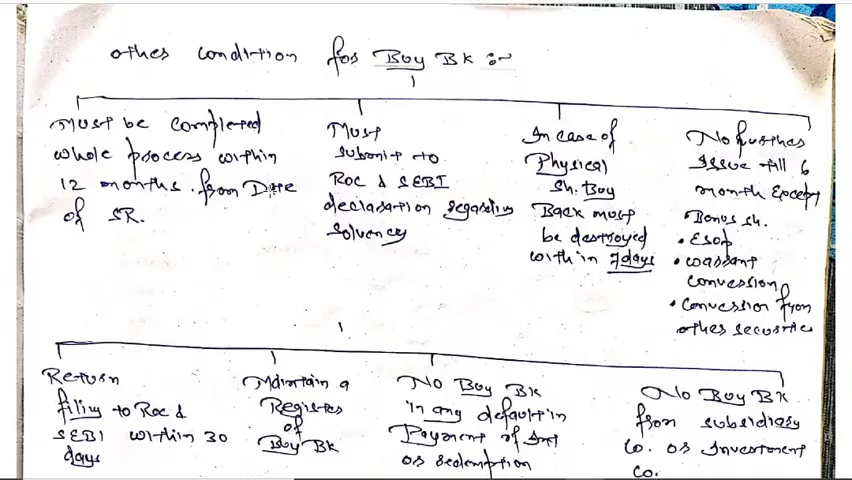 other condition for Buy BK :~
Must be completed
whole process within
12 months. from Date
of SR.
Must
submit to
ROC & SEBI
declaration regarding
solvency
In case of
Physical
Sh. Buy
Back must
be destroyed
within 7 days
No further
Issue till 6
month Except
• Bonus sh.
• ESOP
• warrant
conversion
• conversion from
other securities
Return
filing to Roc &
SEBI within 30
days
Maintain a
Register
of
Buy BK
No Buy BK
in any default in
Payment of Int
or redemption
No Buy BK
from subsidiary
Co. or Investment
co.